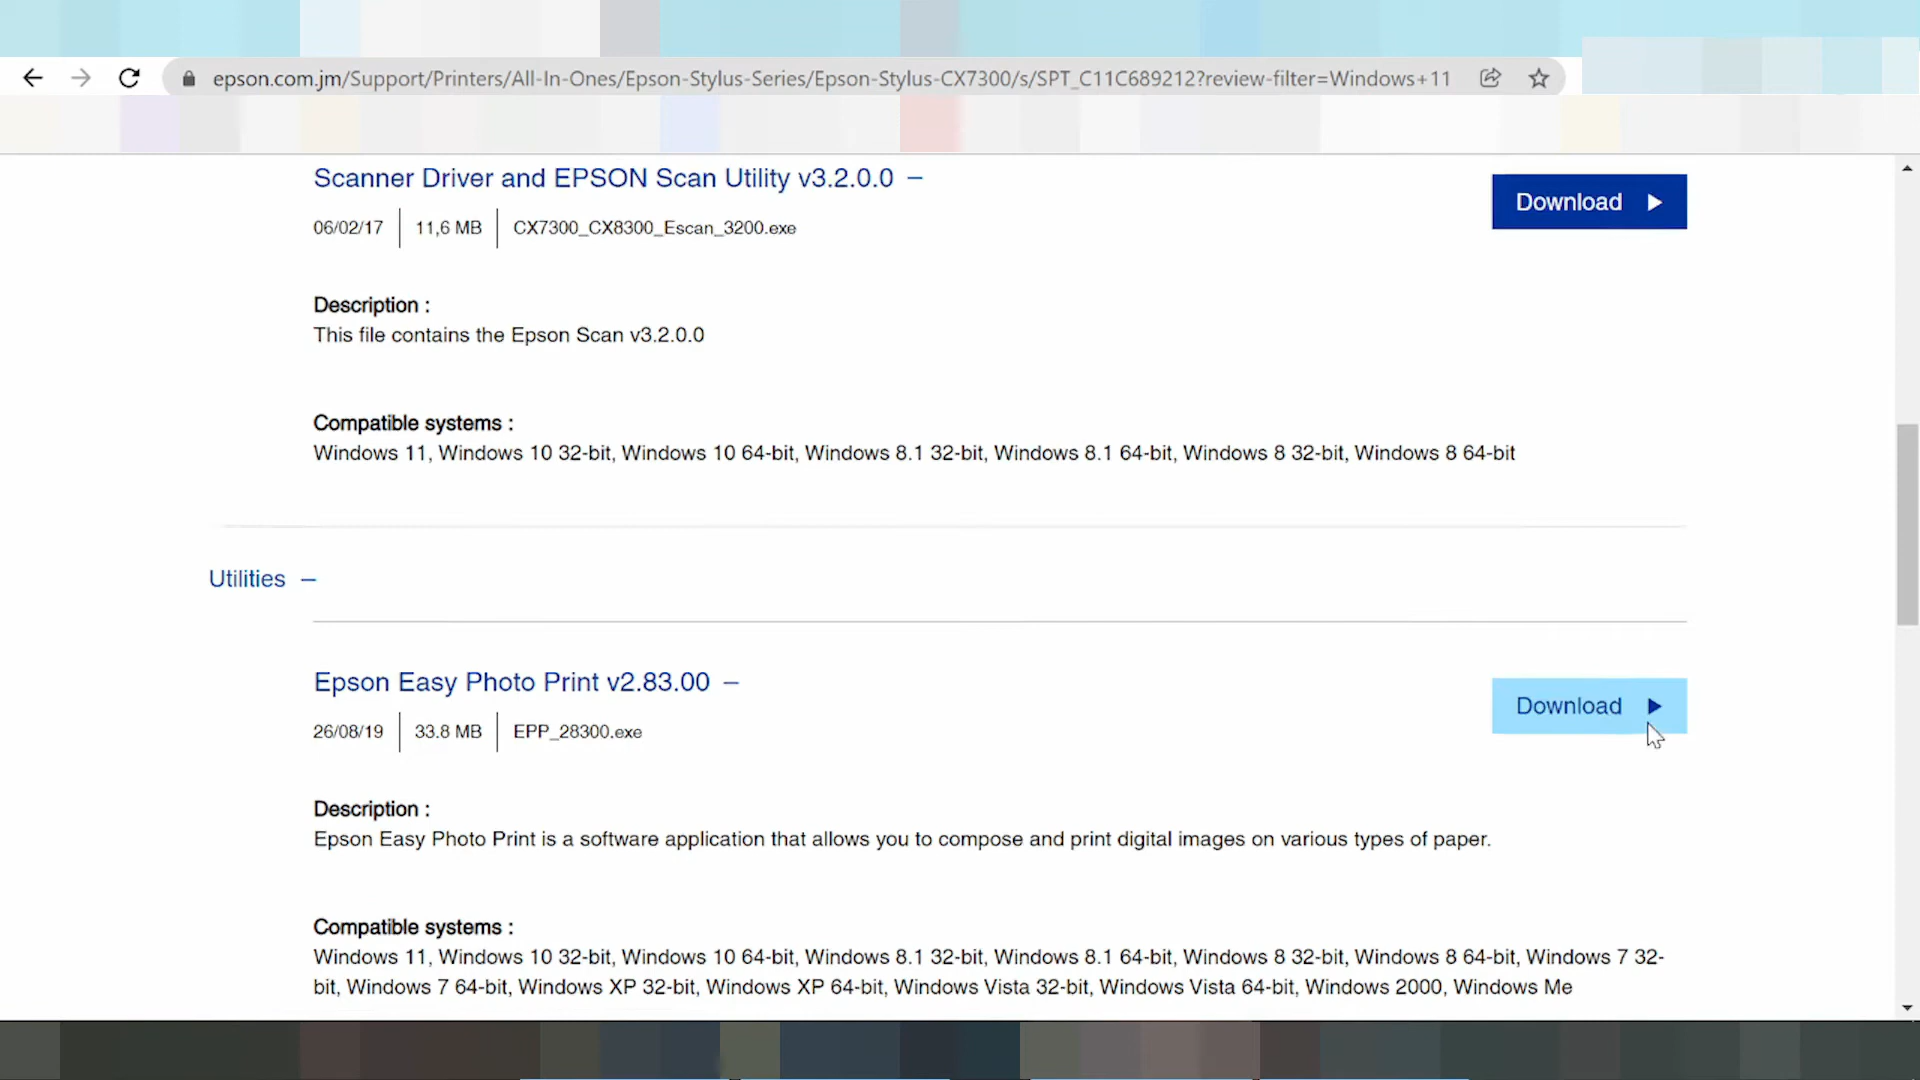 epson.com.jm/Support/Printers/All-In-Ones/Epson-Stylus-Series/Epson-Stylus-CX7300/s/SPT_C11C689212?review-filter=Windows+11
Scanner Driver and EPSON Scan Utility v3.2.0.0 –
Download
06/02/17 11,6 MB CX7300_CX8300_Escan_3200.exe
Description :
This file contains the Epson Scan v3.2.0.0
Compatible systems :
Windows 11, Windows 10 32-bit, Windows 10 64-bit, Windows 8.1 32-bit, Windows 8.1 64-bit, Windows 8 32-bit, Windows 8 64-bit
Utilities –
Epson Easy Photo Print v2.83.00 –
Download
26/08/19 33.8 MB EPP_28300.exe
Description :
Epson Easy Photo Print is a software application that allows you to compose and print digital images on various types of paper.
Compatible systems :
Windows 11, Windows 10 32-bit, Windows 10 64-bit, Windows 8.1 32-bit, Windows 8.1 64-bit, Windows 8 32-bit, Windows 8 64-bit, Windows 7 32-
bit, Windows 7 64-bit, Windows XP 32-bit, Windows XP 64-bit, Windows Vista 32-bit, Windows Vista 64-bit, Windows 2000, Windows Me